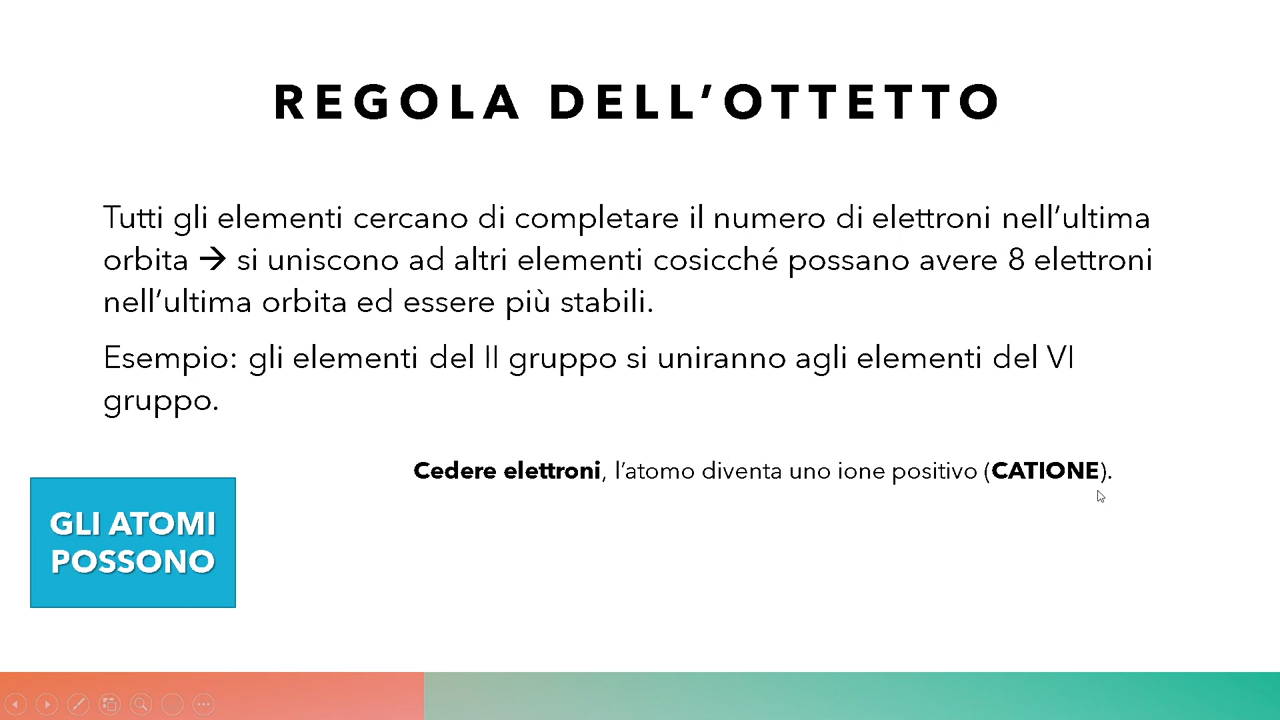 REGOLA DELL’OTTETTO
Tutti gli elementi cercano di completare il numero di elettroni nell’ultima
orbita → si uniscono ad altri elementi cosicché possano avere 8 elettroni
nell’ultima orbita ed essere più stabili.
Esempio: gli elementi del II gruppo si uniranno agli elementi del VI
gruppo.
Cedere elettroni, l’atomo diventa uno ione positivo (CATIONE).
GLI ATOMI
POSSONO